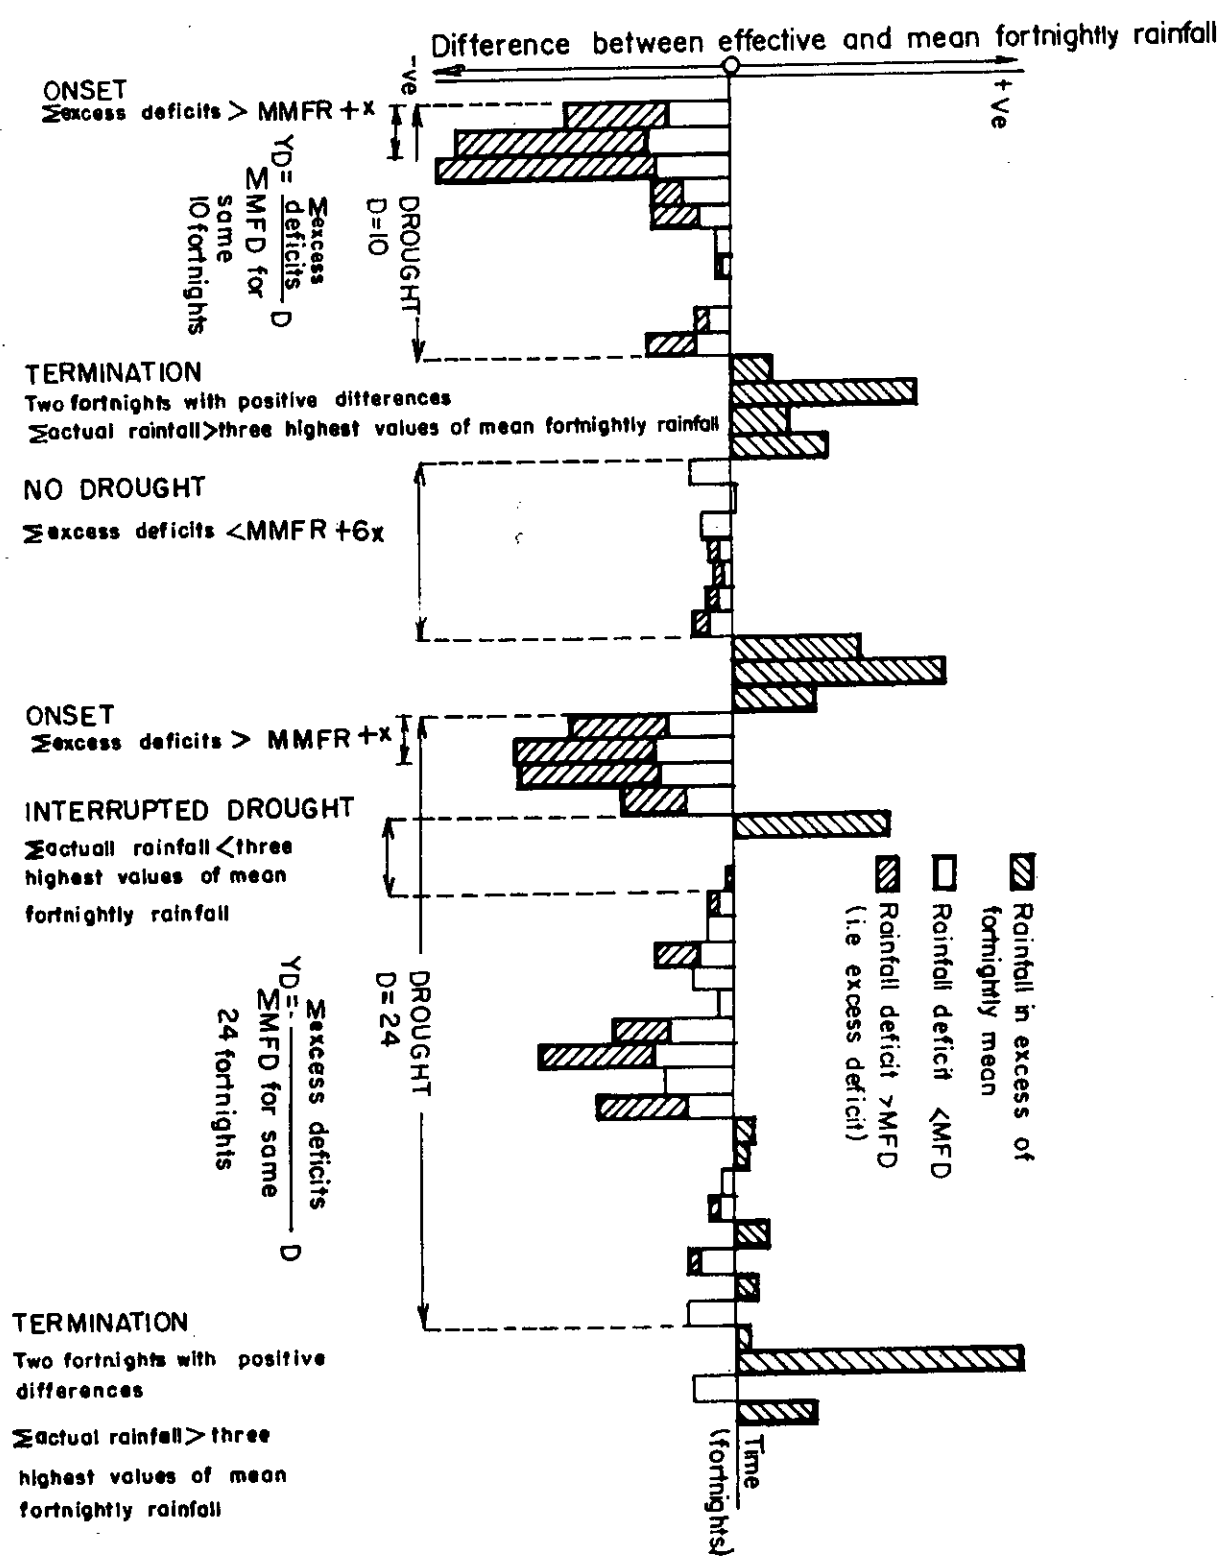 Difference between effective and mean fortnightly rainfall
-ve
+ Ve
ONSET
Σexcess deficits > MMFR +x
YD= Σexcess deficits D
ΣMFD for
same
10 fortnights
DROUGHT
D=10
TERMINATION
Two fortnights with positive differences
Σactual rainfall>three highest values of mean fortnightly rainfall
NO DROUGHT
Σexcess deficits <MMFR +6x
ONSET
Σexcess deficits > MMFR +x
INTERRUPTED DROUGHT
Σactuall rainfall <three
highest values of mean
fortnightly rainfall
DROUGHT
D= 24
YD= Σexcess deficits D
ΣMFD for same
24 fortnights
Rainfall in excess of
fortnightly mean
Rainfall deficit <MFD
Rainfall deficit >MFD
(i.e excess deficit)
TERMINATION
Two fortnights with positive
differences
Σactual rainfall> three
highest values of mean
fortnightly rainfall
Time
(fortnights)